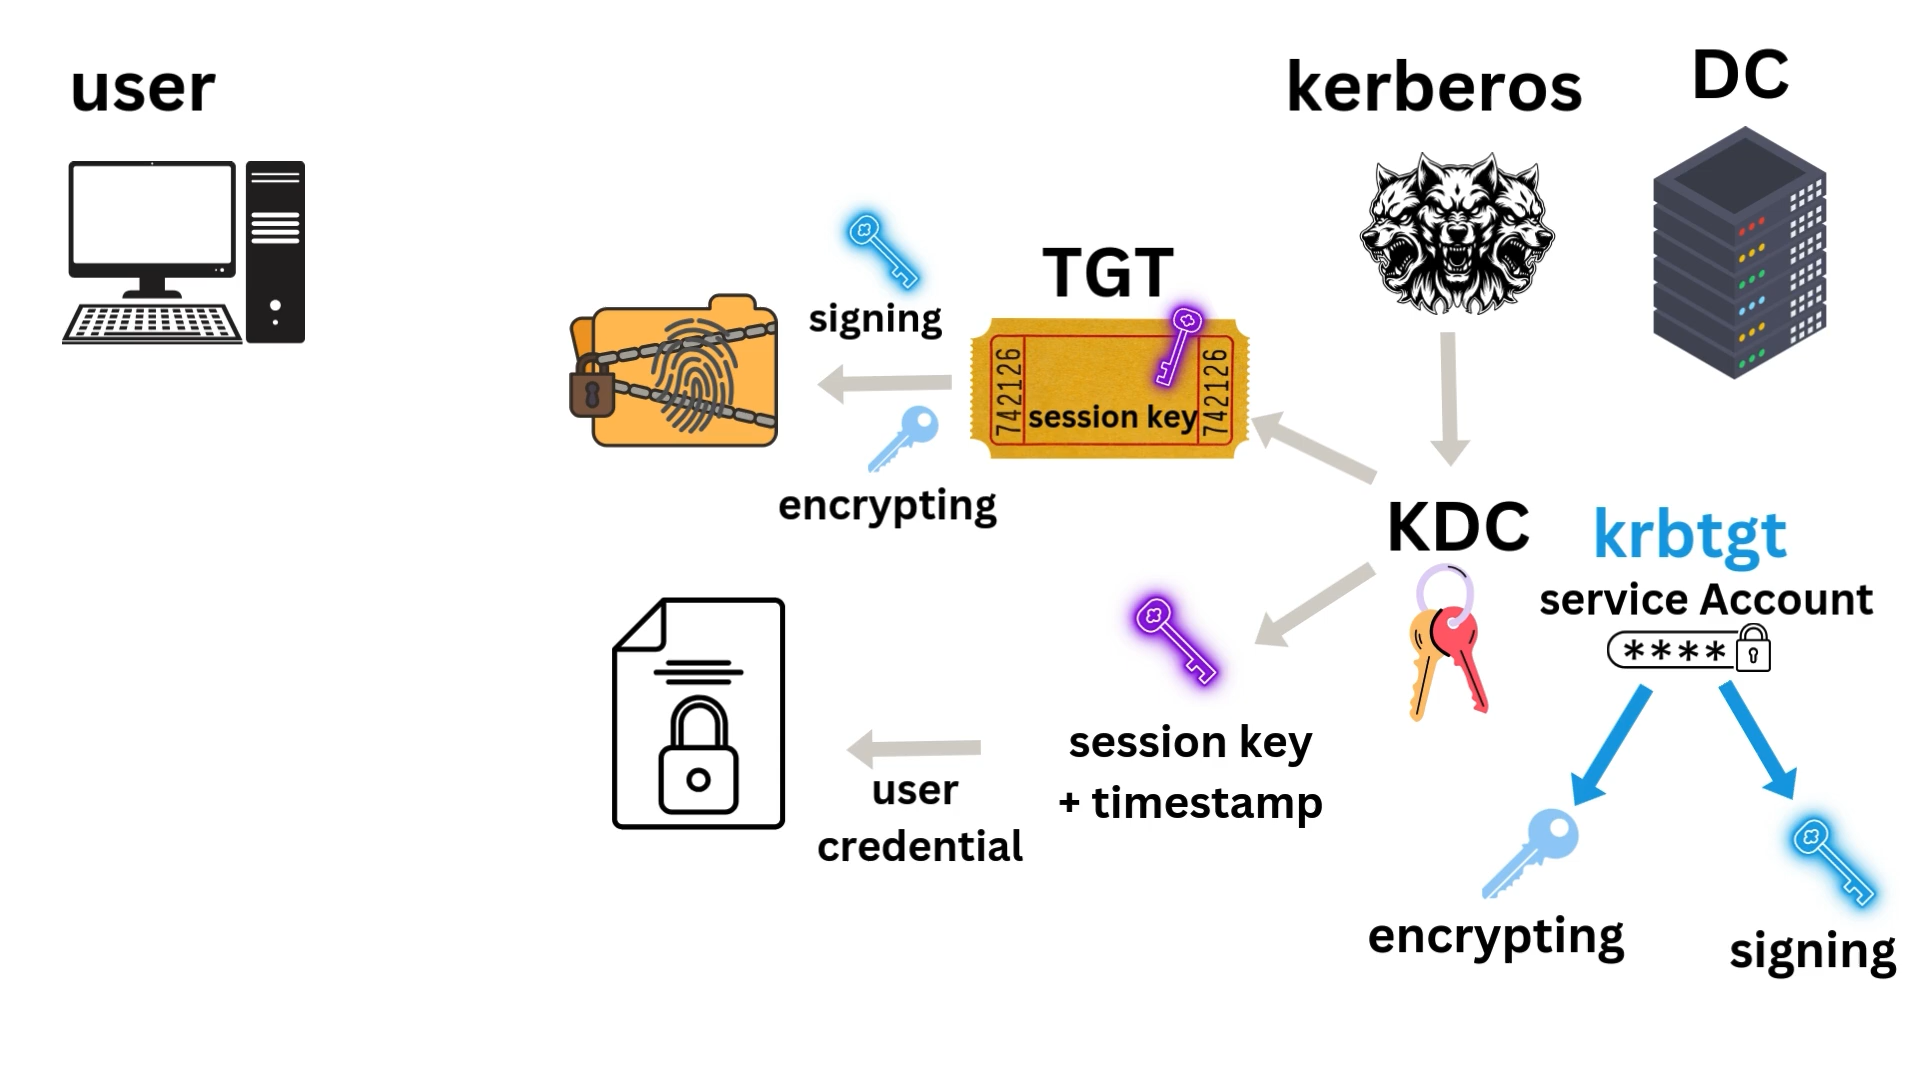 user
kerberos
DC
TGT
signing
742126
session key
742126
encrypting
KDC
krbtgt
service Account
****
session key
+ timestamp
user
credential
encrypting
signing